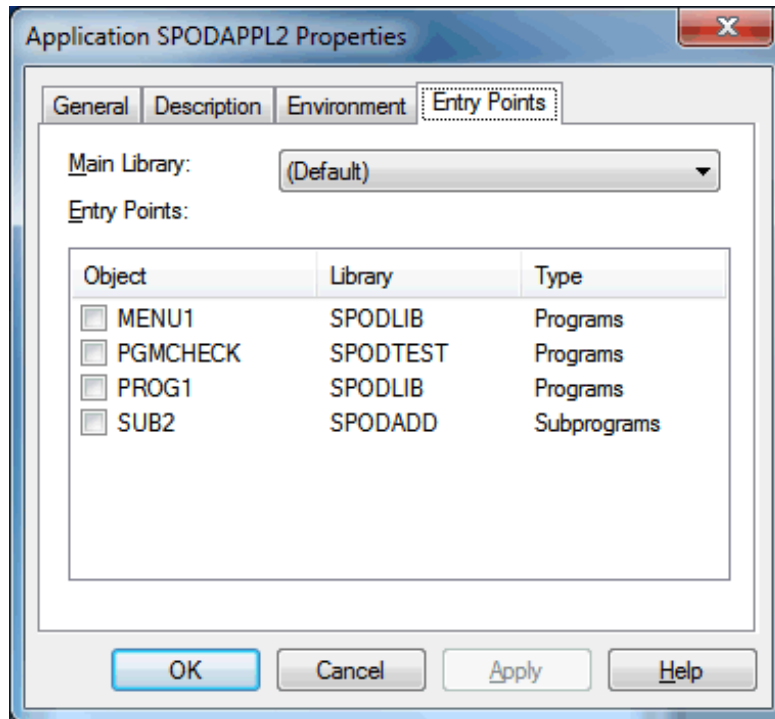 Application SPODAPPL2 Properties
General Description Environment Entry Points
Main Library: (Default)
Entry Points:
Object Library Type
MENU1 SPODLIB Programs
PGMCHECK SPODTEST Programs
PROG1 SPODLIB Programs
SUB2 SPODADD Subprograms
OK Cancel Apply Help